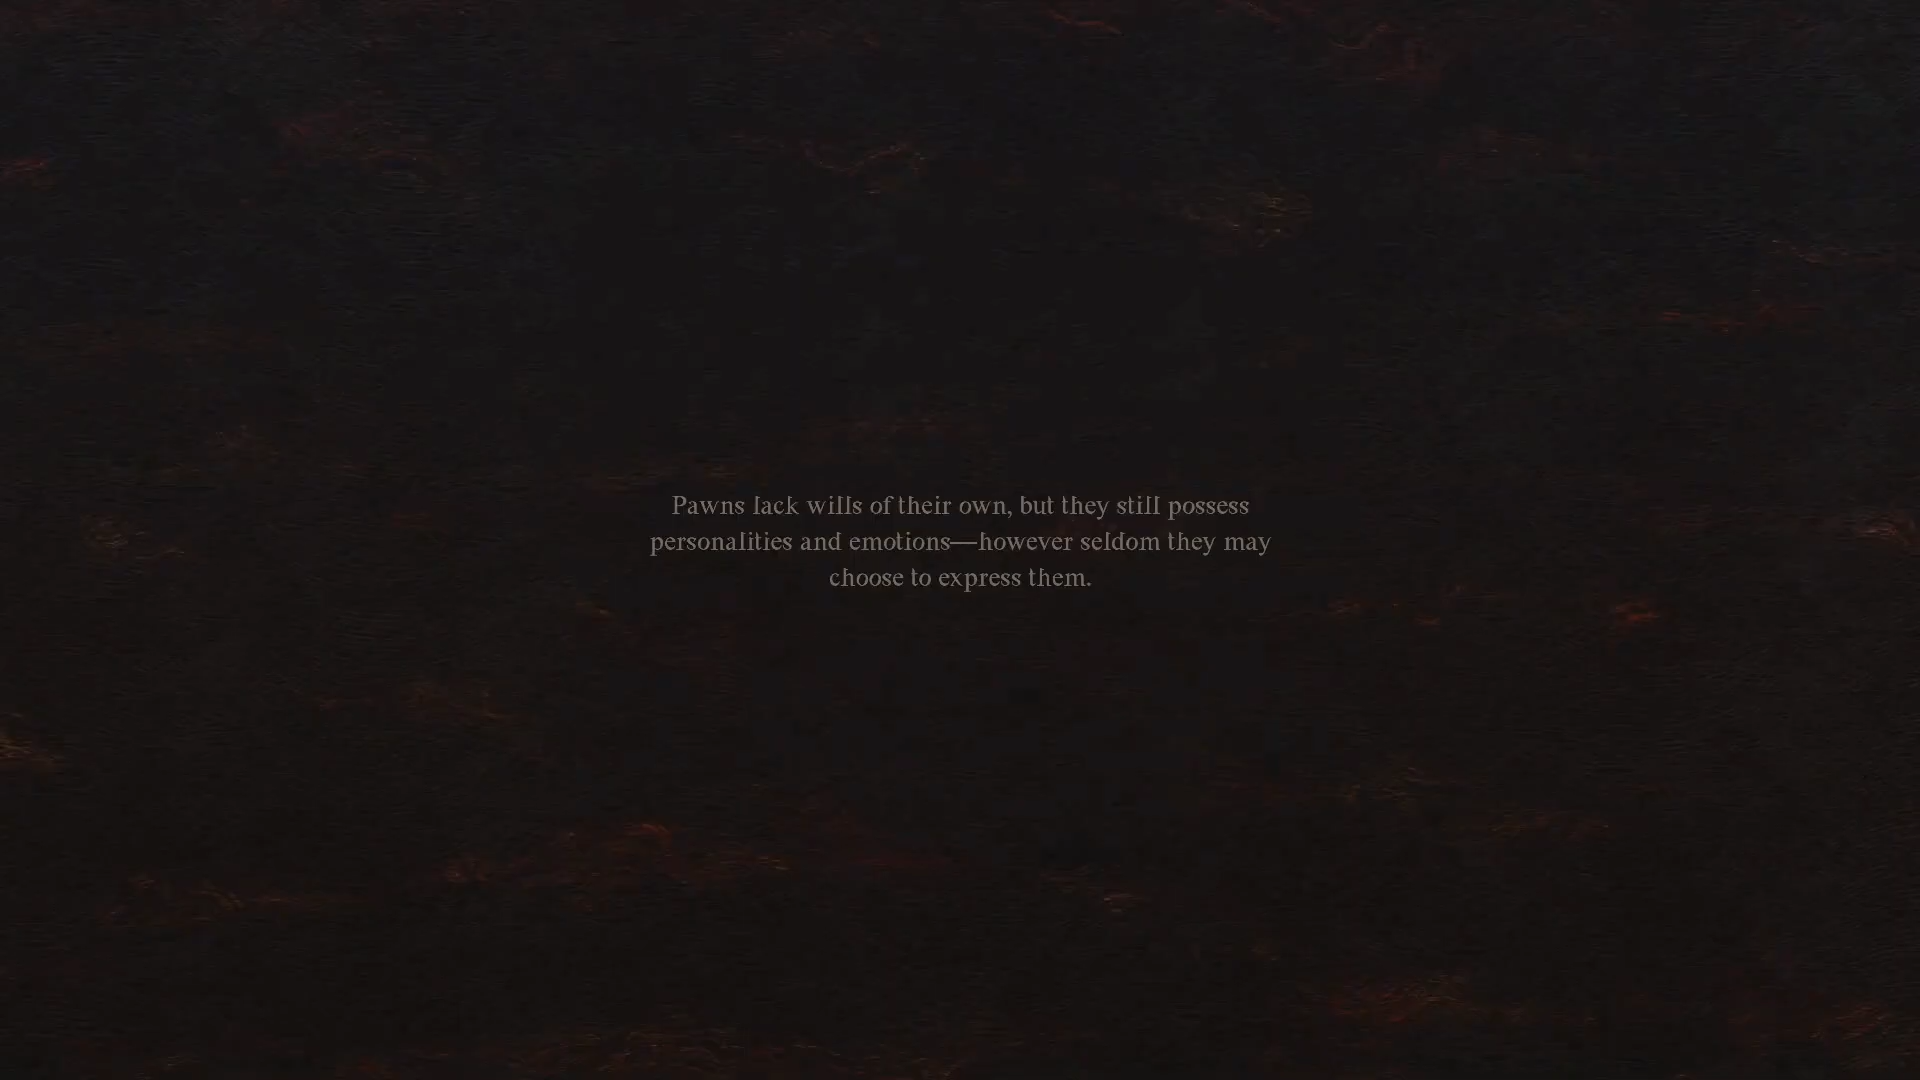 Pawns lack wills of their own, but they still possess
personalities and emotions—however seldom they may
choose to express them.